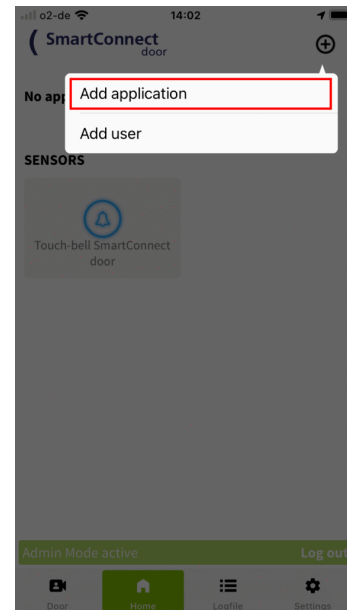 o2-de 14:02
SmartConnect
door
No app
Add application
Add user
SENSORS
Touch-bell SmartConnect
door
Admin Mode active Log out
Door Home Logfile Settings